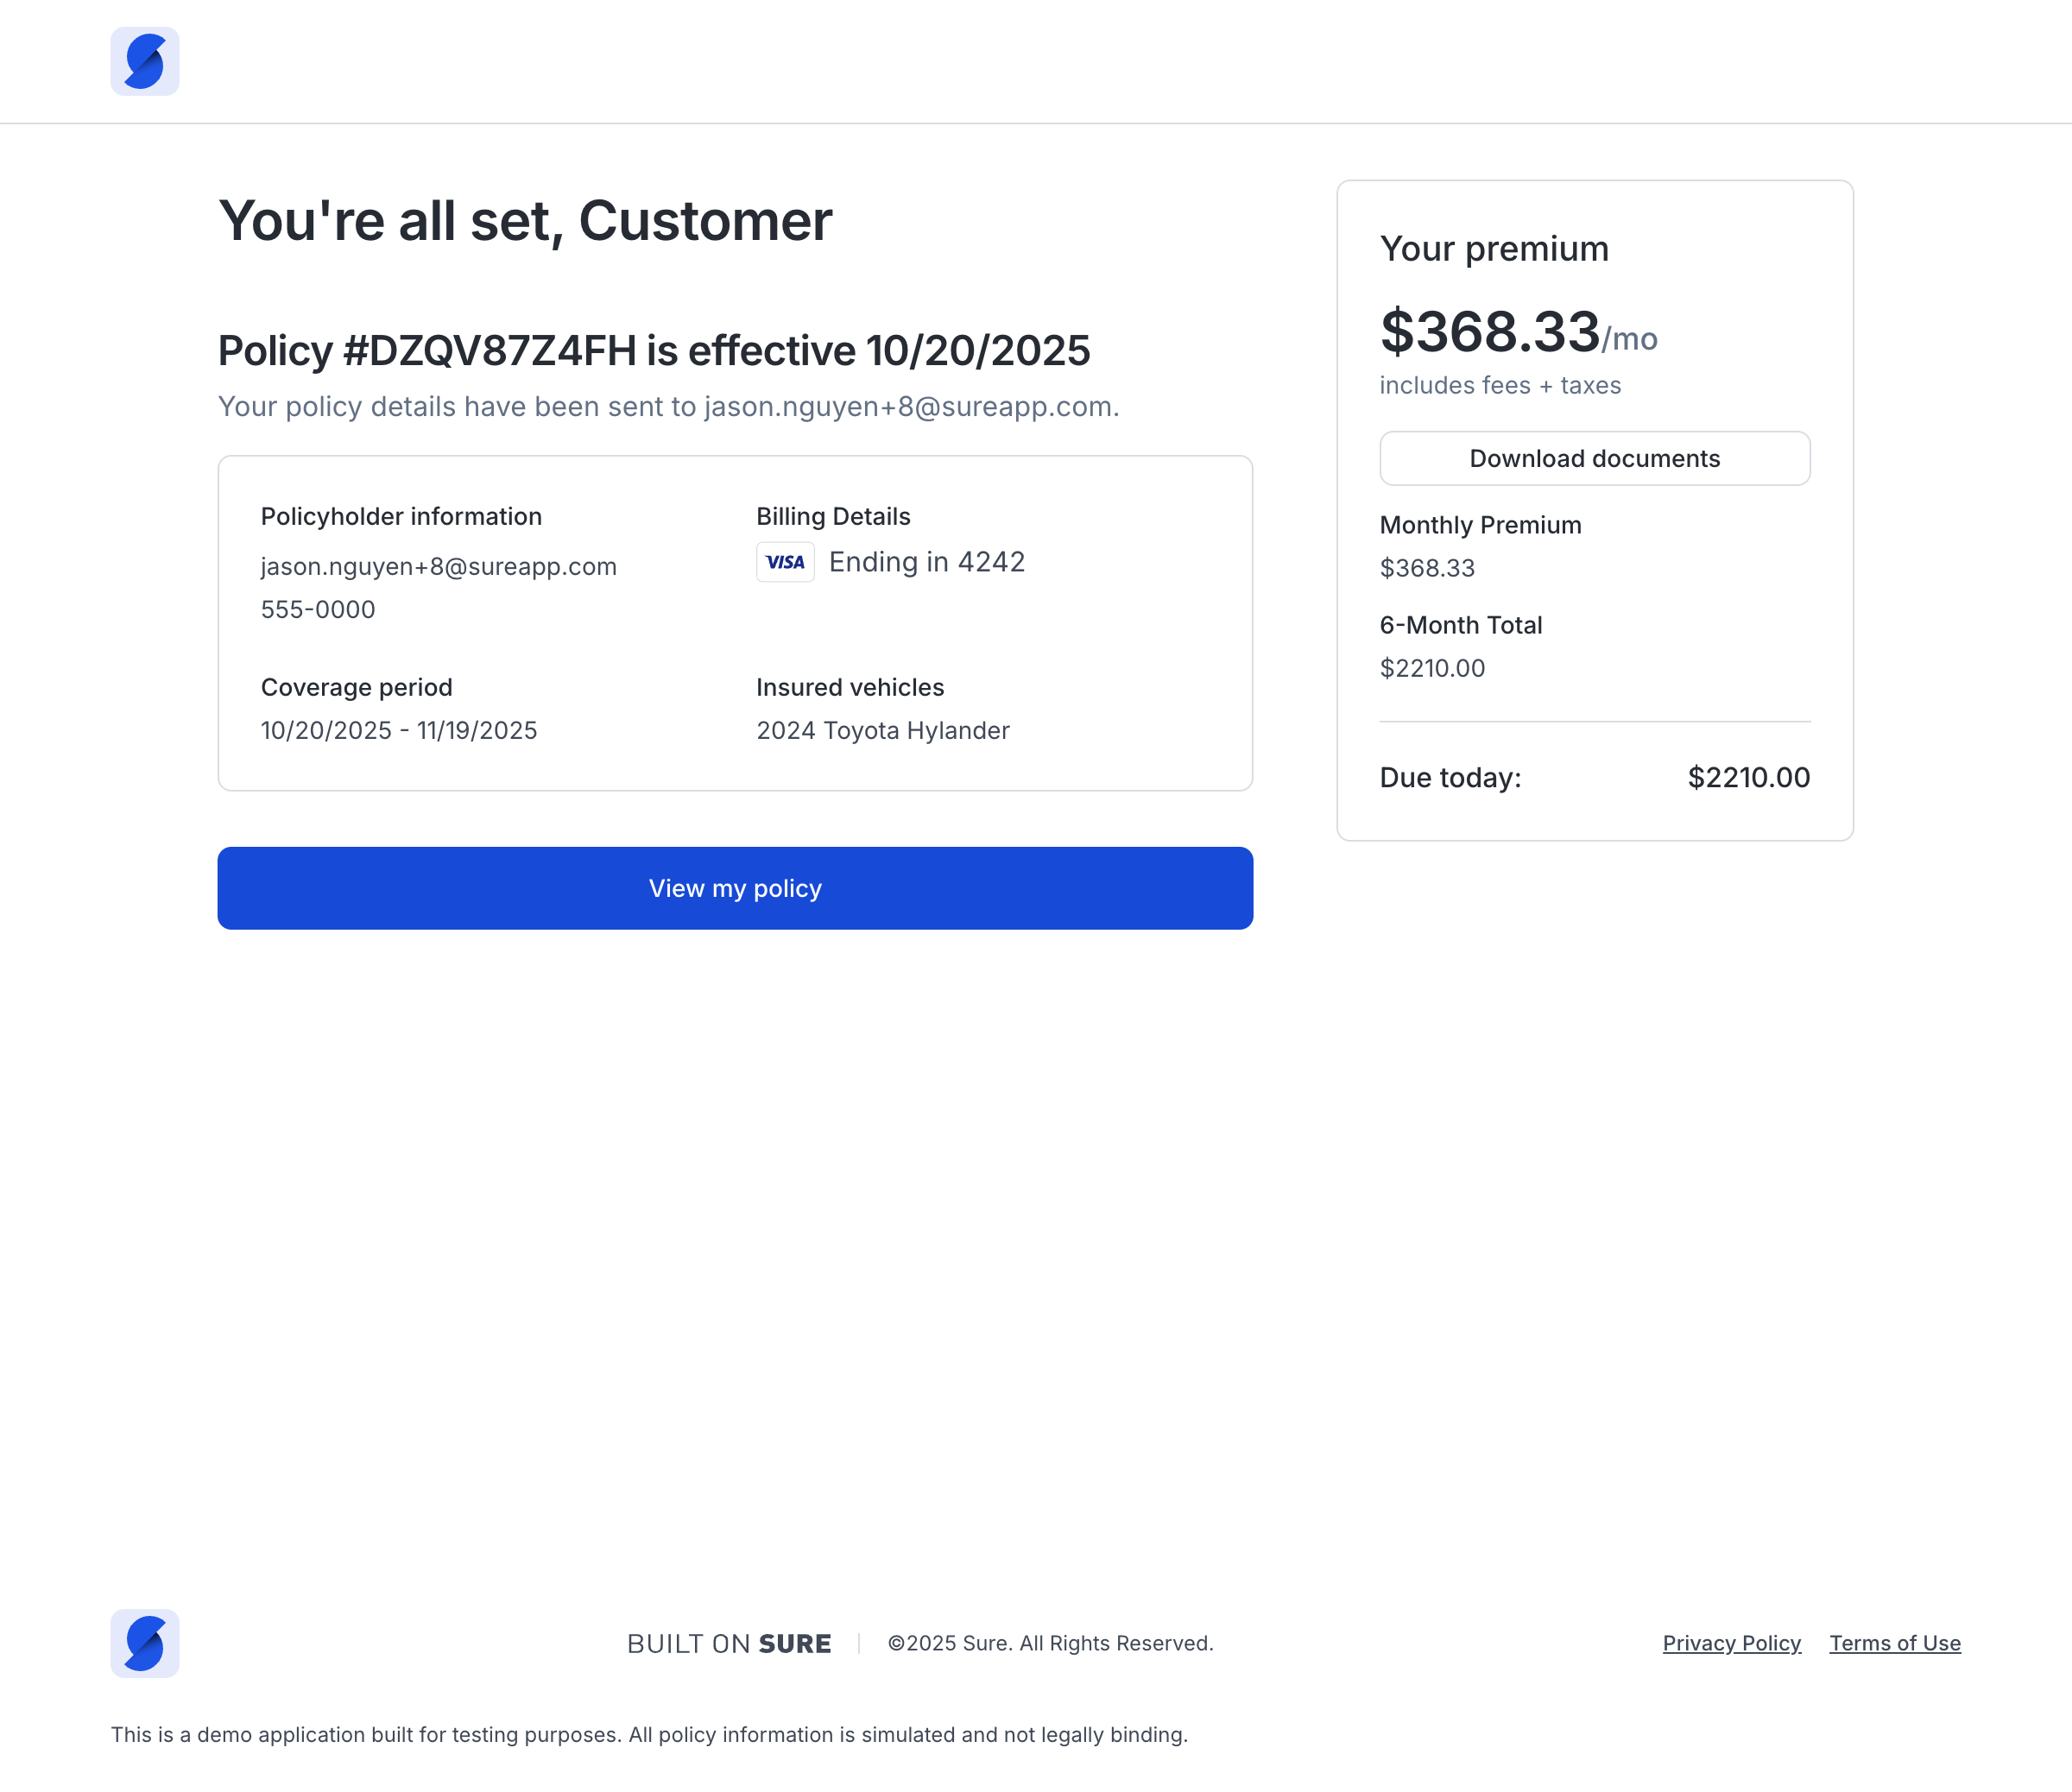 You're all set, Customer
Policy #DZQV87Z4FH is effective 10/20/2025
Your policy details have been sent to jason.nguyen+8@sureapp.com.
Policyholder information
jason.nguyen+8@sureapp.com
555-0000
Billing Details
VISA Ending in 4242
Coverage period
10/20/2025 - 11/19/2025
Insured vehicles
2024 Toyota Hylander
View my policy
Your premium
$368.33/mo
includes fees + taxes
Download documents
Monthly Premium
$368.33
6-Month Total
$2210.00
Due today: $2210.00
BUILT ON SURE | ©2025 Sure. All Rights Reserved.
Privacy Policy Terms of Use
This is a demo application built for testing purposes. All policy information is simulated and not legally binding.